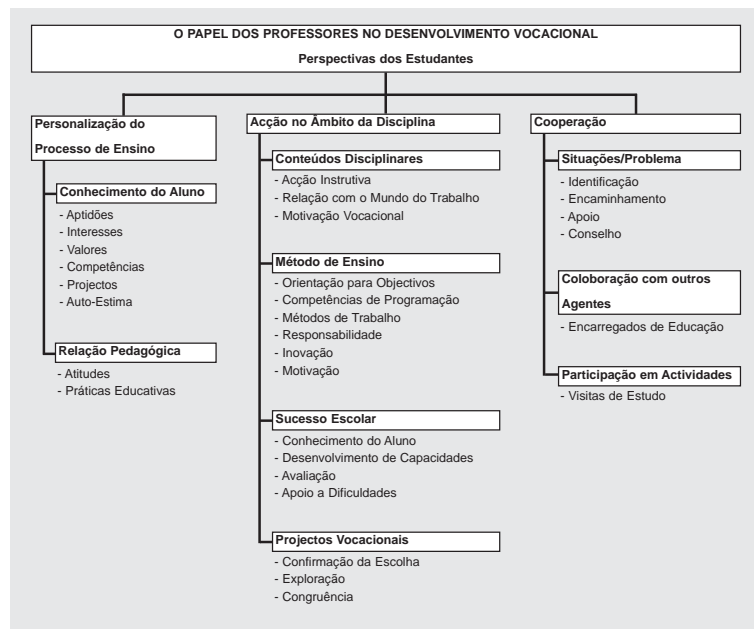 O PAPEL DOS PROFESSORES NO DESENVOLVIMENTO VOCACIONAL
Perspectivas dos Estudantes
Personalização do
Processo de Ensino
Conhecimento do Aluno
- Aptidões
- Interesses
- Valores
- Competências
- Projectos
- Auto-Estima
Relação Pedagógica
- Atitudes
- Práticas Educativas
Acção no Âmbito da Disciplina
Conteúdos Disciplinares
- Acção Instrutiva
- Relação com o Mundo do Trabalho
- Motivação Vocacional
Método de Ensino
- Orientação para Objectivos
- Competências de Programação
- Métodos de Trabalho
- Responsabilidade
- Inovação
- Motivação
Sucesso Escolar
- Conhecimento do Aluno
- Desenvolvimento de Capacidades
- Avaliação
- Apoio a Dificuldades
Projectos Vocacionais
- Confirmação da Escolha
- Exploração
- Congruência
Cooperação
Situações/Problema
- Identificação
- Encaminhamento
- Apoio
- Conselho
Coloboração com outros
Agentes
- Encarregados de Educação
Participação em Actividades
- Visitas de Estudo